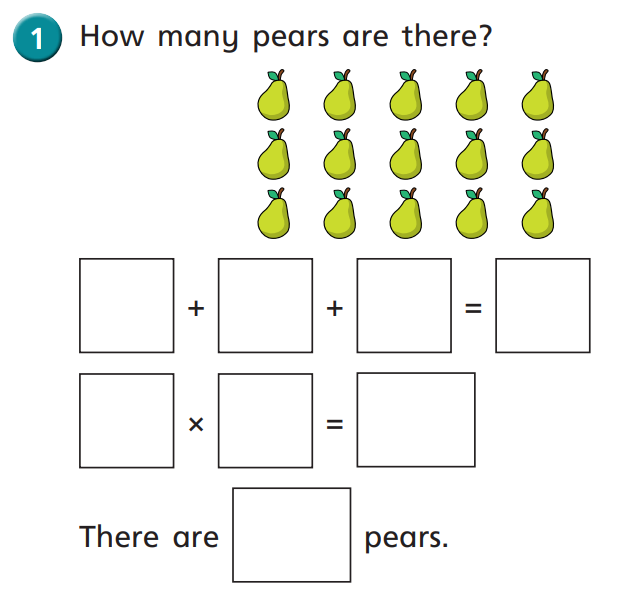 1 How many pears are there?
+ + =
× =
There are pears.